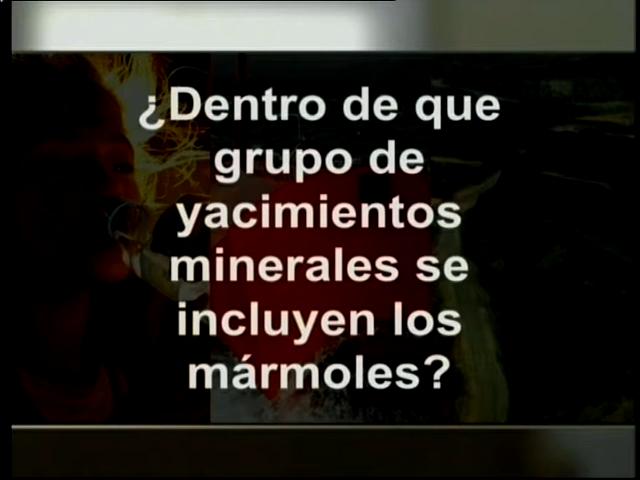 ¿Dentro de que
grupo de
yacimientos
minerales se
incluyen los
mármoles?